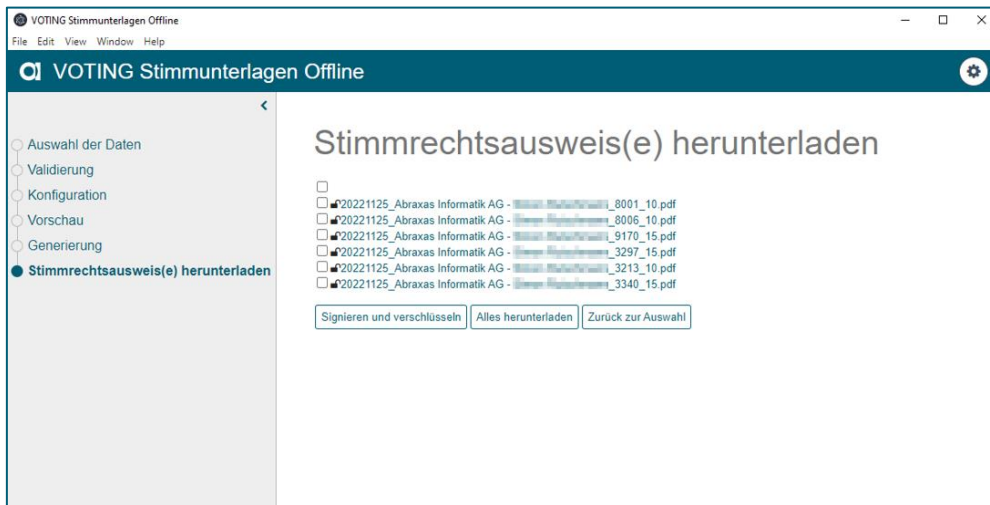 VOTING Stimmunterlagen Offline
File Edit View Window Help
VOTING Stimmunterlagen Offline
Auswahl der Daten
Validierung
Konfiguration
Vorschau
Generierung
Stimmrechtsausweis(e) herunterladen
Stimmrechtsausweis(e) herunterladen
20221125_Abraxas Informatik AG - _8001_10.pdf
20221125_Abraxas Informatik AG - _8006_10.pdf
20221125_Abraxas Informatik AG - _9170_15.pdf
20221125_Abraxas Informatik AG - _3297_15.pdf
20221125_Abraxas Informatik AG - _3213_10.pdf
20221125_Abraxas Informatik AG - _3340_15.pdf
Signieren und verschlüsseln Alles herunterladen Zurück zur Auswahl